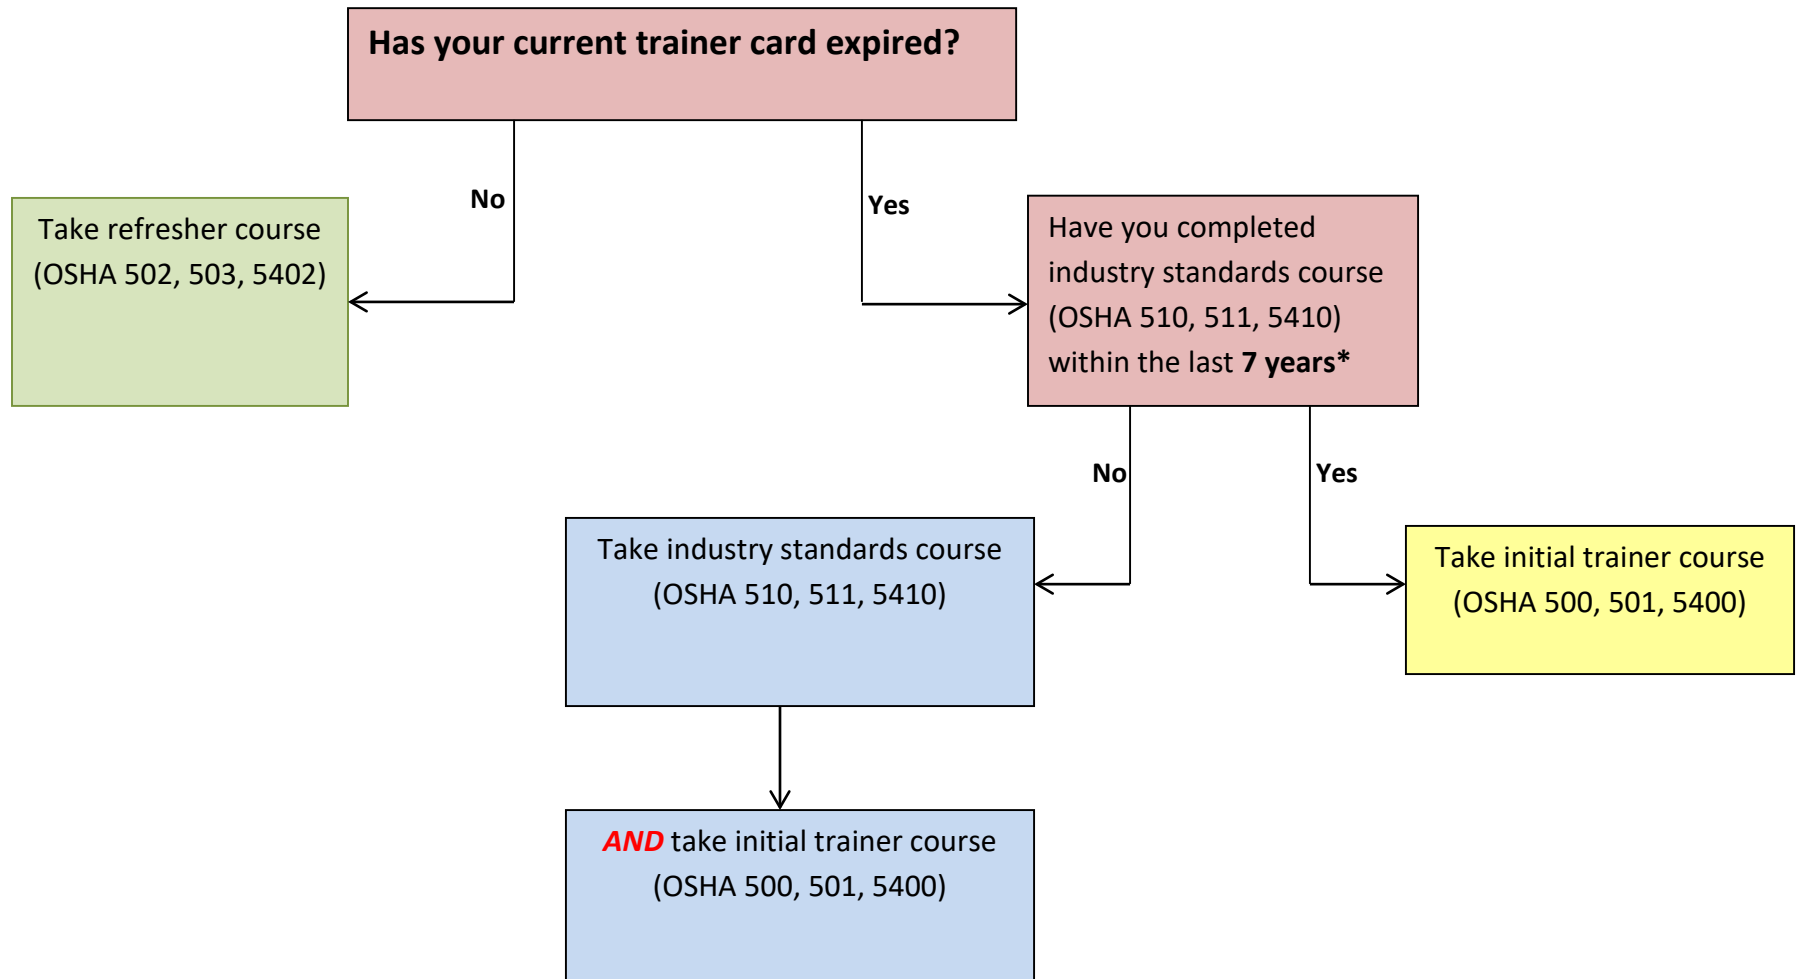 Has your current trainer card expired?
No
Yes
Take refresher course
(OSHA 502, 503, 5402)
Have you completed
industry standards course
(OSHA 510, 511, 5410)
within the last 7 years*
No
Yes
Take industry standards course
(OSHA 510, 511, 5410)
Take initial trainer course
(OSHA 500, 501, 5400)
AND take initial trainer course
(OSHA 500, 501, 5400)